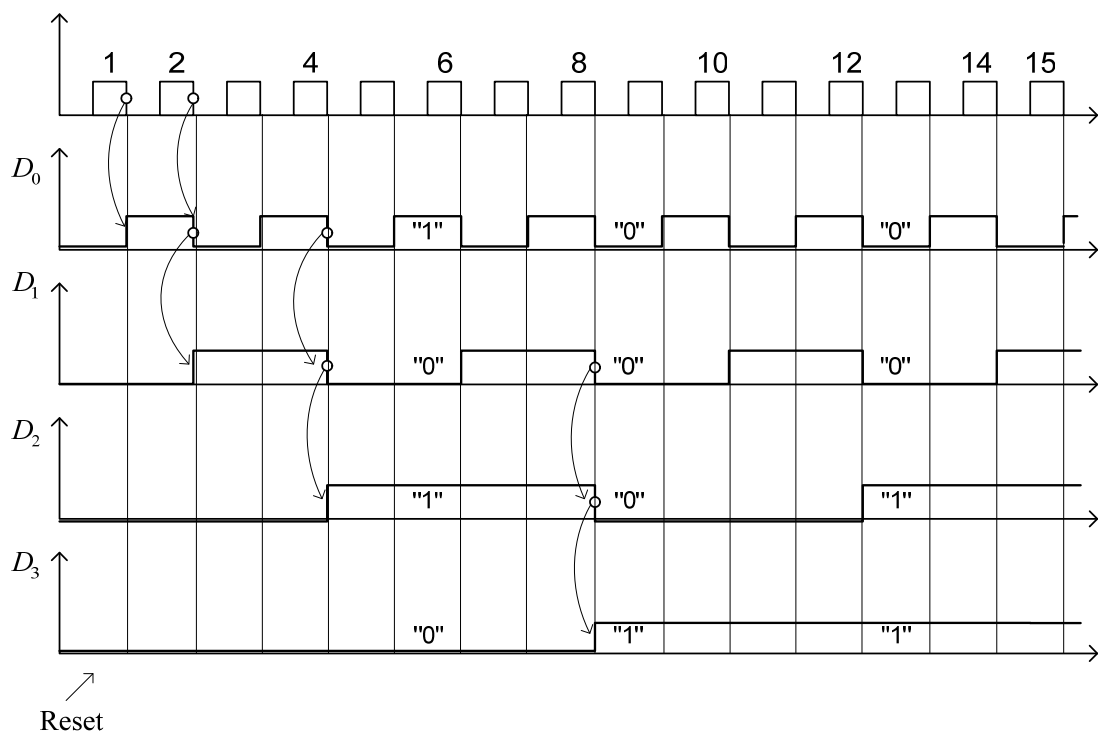 1 2 4 6 8 10 12 14 15
D₀
"1" "0" "0"
D₁
"0" "0" "0"
D₂
"1" "0" "1"
D₃
"0" "1" "1"
Reset